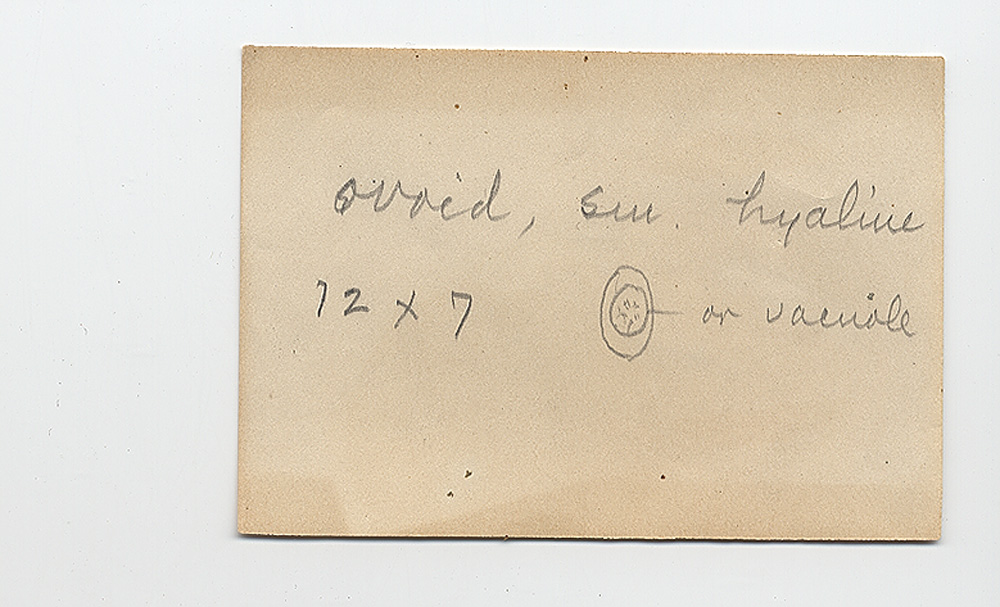 ovoid, sm. hyaline
12 x 7 - or vacuole